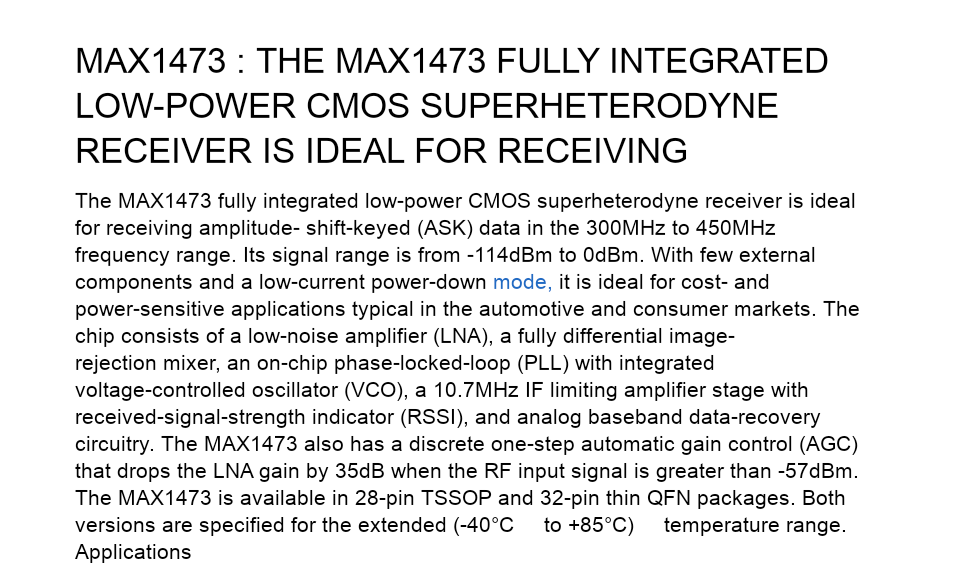 MAX1473 : THE MAX1473 FULLY INTEGRATED
LOW-POWER CMOS SUPERHETERODYNE
RECEIVER IS IDEAL FOR RECEIVING
The MAX1473 fully integrated low-power CMOS superheterodyne receiver is ideal
for receiving amplitude- shift-keyed (ASK) data in the 300MHz to 450MHz
frequency range. Its signal range is from -114dBm to 0dBm. With few external
components and a low-current power-down mode, it is ideal for cost- and
power-sensitive applications typical in the automotive and consumer markets. The
chip consists of a low-noise amplifier (LNA), a fully differential image-
rejection mixer, an on-chip phase-locked-loop (PLL) with integrated
voltage-controlled oscillator (VCO), a 10.7MHz IF limiting amplifier stage with
received-signal-strength indicator (RSSI), and analog baseband data-recovery
circuitry. The MAX1473 also has a discrete one-step automatic gain control (AGC)
that drops the LNA gain by 35dB when the RF input signal is greater than -57dBm.
The MAX1473 is available in 28-pin TSSOP and 32-pin thin QFN packages. Both
versions are specified for the extended (-40°C to +85°C) temperature range.
Applications